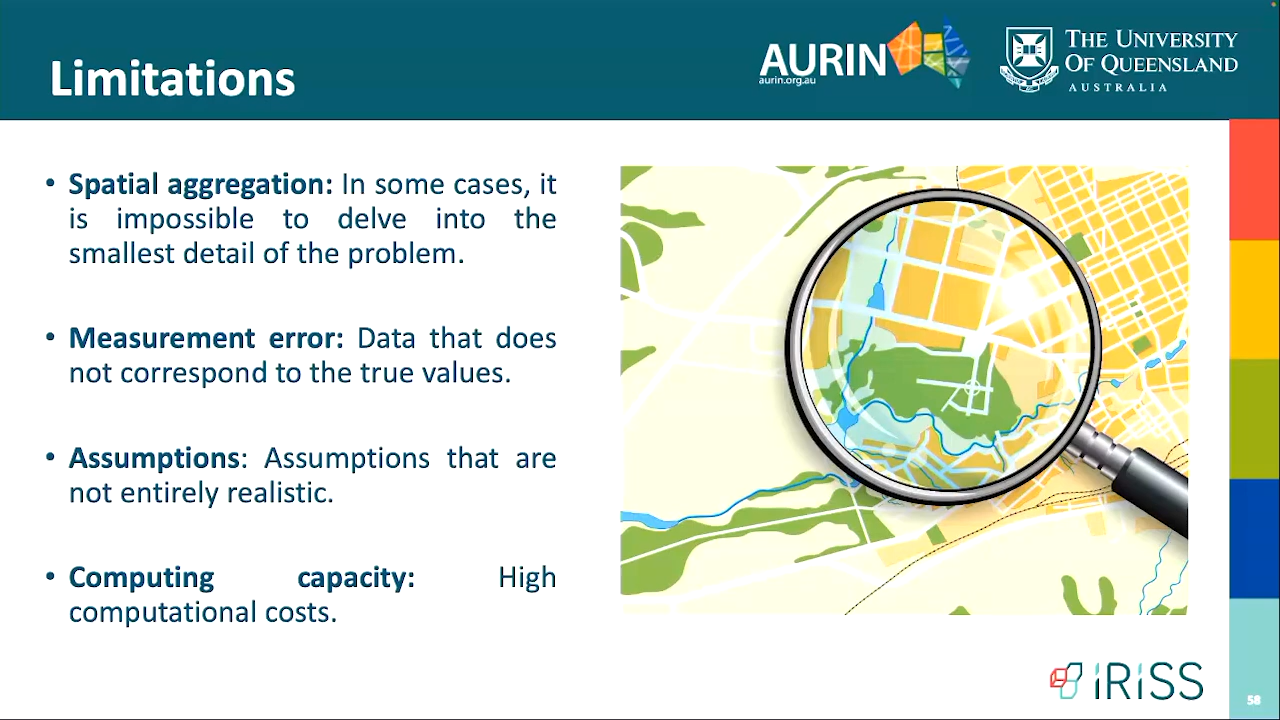 Limitations
AURIN
aurin.org.au
THE UNIVERSITY
OF QUEENSLAND
AUSTRALIA
• Spatial aggregation: In some cases, it
is impossible to delve into the
smallest detail of the problem.
• Measurement error: Data that does
not correspond to the true values.
• Assumptions: Assumptions that are
not entirely realistic.
• Computing capacity: High
computational costs.
iRiSS
58